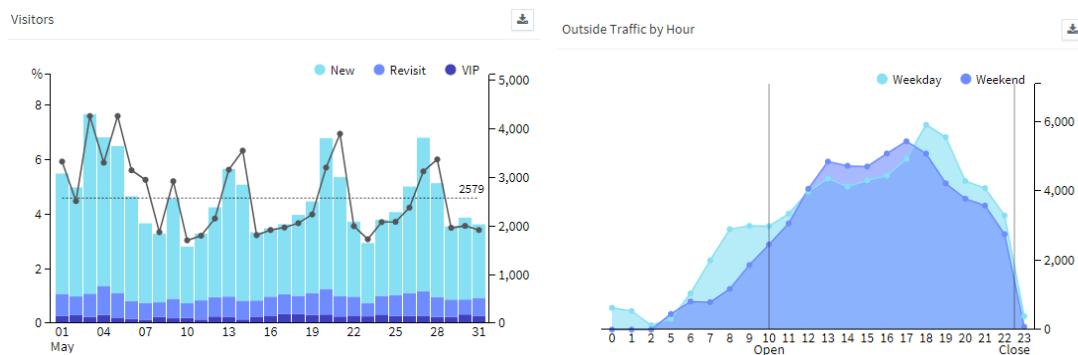 Visitors
%
New
Revisit
VIP
5,000
8
4,000
6
3,000
2579
4
2,000
2
1,000
0
0
01 04 07 10 13 16 19 22 25 28 31
May
Outside Traffic by Hour
Weekday
Weekend
6,000
4,000
2,000
0
0 1 2 5 6 7 8 9 10 11 12 13 14 15 16 17 18 19 20 21 22 23
Open
Close